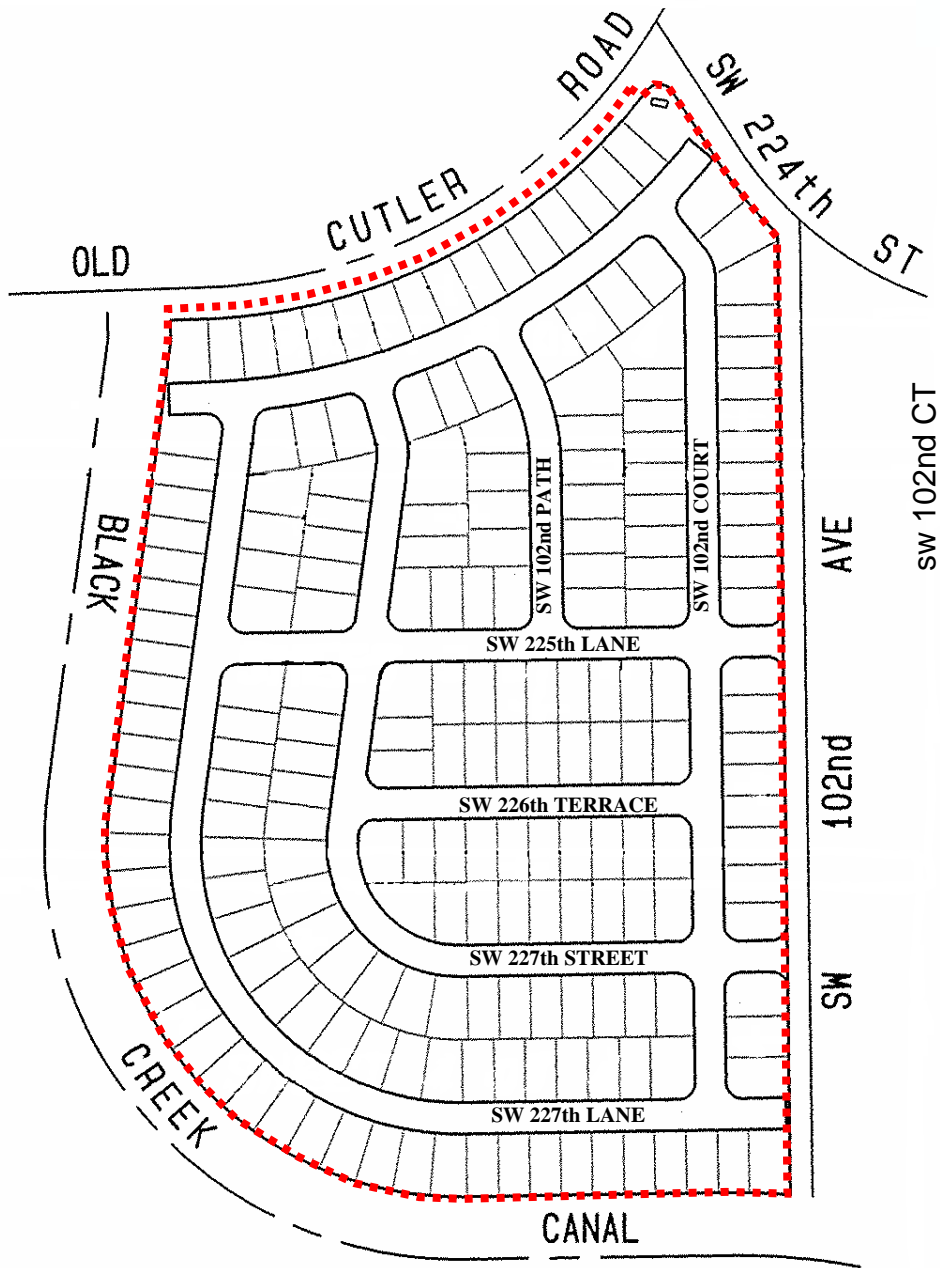 ROAD
SW 224th
ST
CUTLER
OLD
sw 102nd CT
SW 102nd PATH
SW 102nd COURT
AVE
BLACK
SW 225th LANE
102nd
SW 226th TERRACE
SW 227th STREET
SW
CREEK
SW 227th LANE
CANAL